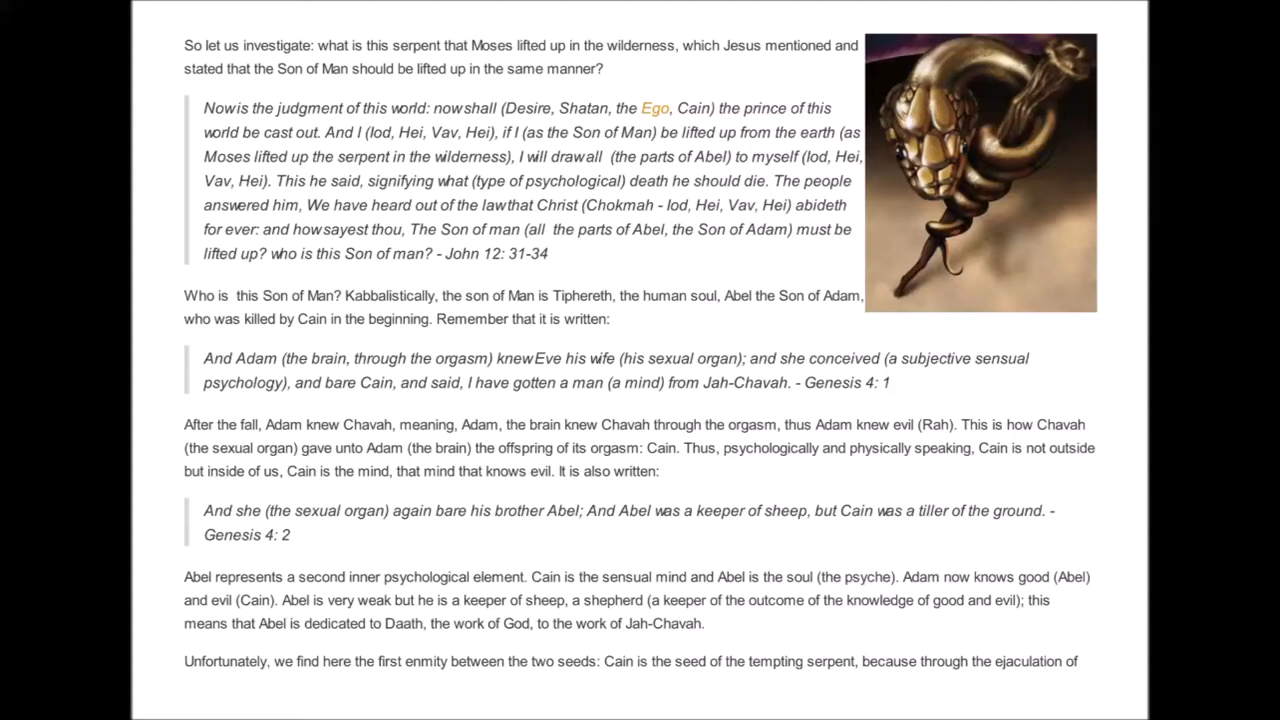 So let us investigate: what is this serpent that Moses lifted up in the wilderness, which Jesus mentioned and
stated that the Son of Man should be lifted up in the same manner?
Now is the judgment of this world: now shall (Desire, Shatan, the Ego, Cain) the prince of this
world be cast out. And I (Iod, Hei, Vav, Hei), if I (as the Son of Man) be lifted up from the earth (as
Moses lifted up the serpent in the wilderness), I will draw all (the parts of Abel) to myself (Iod, Hei,
Vav, Hei). This he said, signifying what (type of psychological) death he should die. The people
answered him, We have heard out of the law that Christ (Chokmah - Iod, Hei, Vav, Hei) abideth
for ever: and how sayest thou, The Son of man (all the parts of Abel, the Son of Adam) must be
lifted up? who is this Son of man? - John 12: 31-34
Who is this Son of Man? Kabbalistically, the son of Man is Tiphereth, the human soul, Abel the Son of Adam,
who was killed by Cain in the beginning. Remember that it is written:
And Adam (the brain, through the orgasm) knew Eve his wife (his sexual organ); and she conceived (a subjective sensual
psychology), and bare Cain, and said, I have gotten a man (a mind) from Jah-Chavah. - Genesis 4: 1
After the fall, Adam knew Chavah, meaning, Adam, the brain knew Chavah through the orgasm, thus Adam knew evil (Rah). This is how Chavah
(the sexual organ) gave unto Adam (the brain) the offspring of its orgasm: Cain. Thus, psychologically and physically speaking, Cain is not outside
but inside of us, Cain is the mind, that mind that knows evil. It is also written:
And she (the sexual organ) again bare his brother Abel; And Abel was a keeper of sheep, but Cain was a tiller of the ground. -
Genesis 4: 2
Abel represents a second inner psychological element. Cain is the sensual mind and Abel is the soul (the psyche). Adam now knows good (Abel)
and evil (Cain). Abel is very weak but he is a keeper of sheep, a shepherd (a keeper of the outcome of the knowledge of good and evil); this
means that Abel is dedicated to Daath, the work of God, to the work of Jah-Chavah.
Unfortunately, we find here the first enmity between the two seeds: Cain is the seed of the tempting serpent, because through the ejaculation of